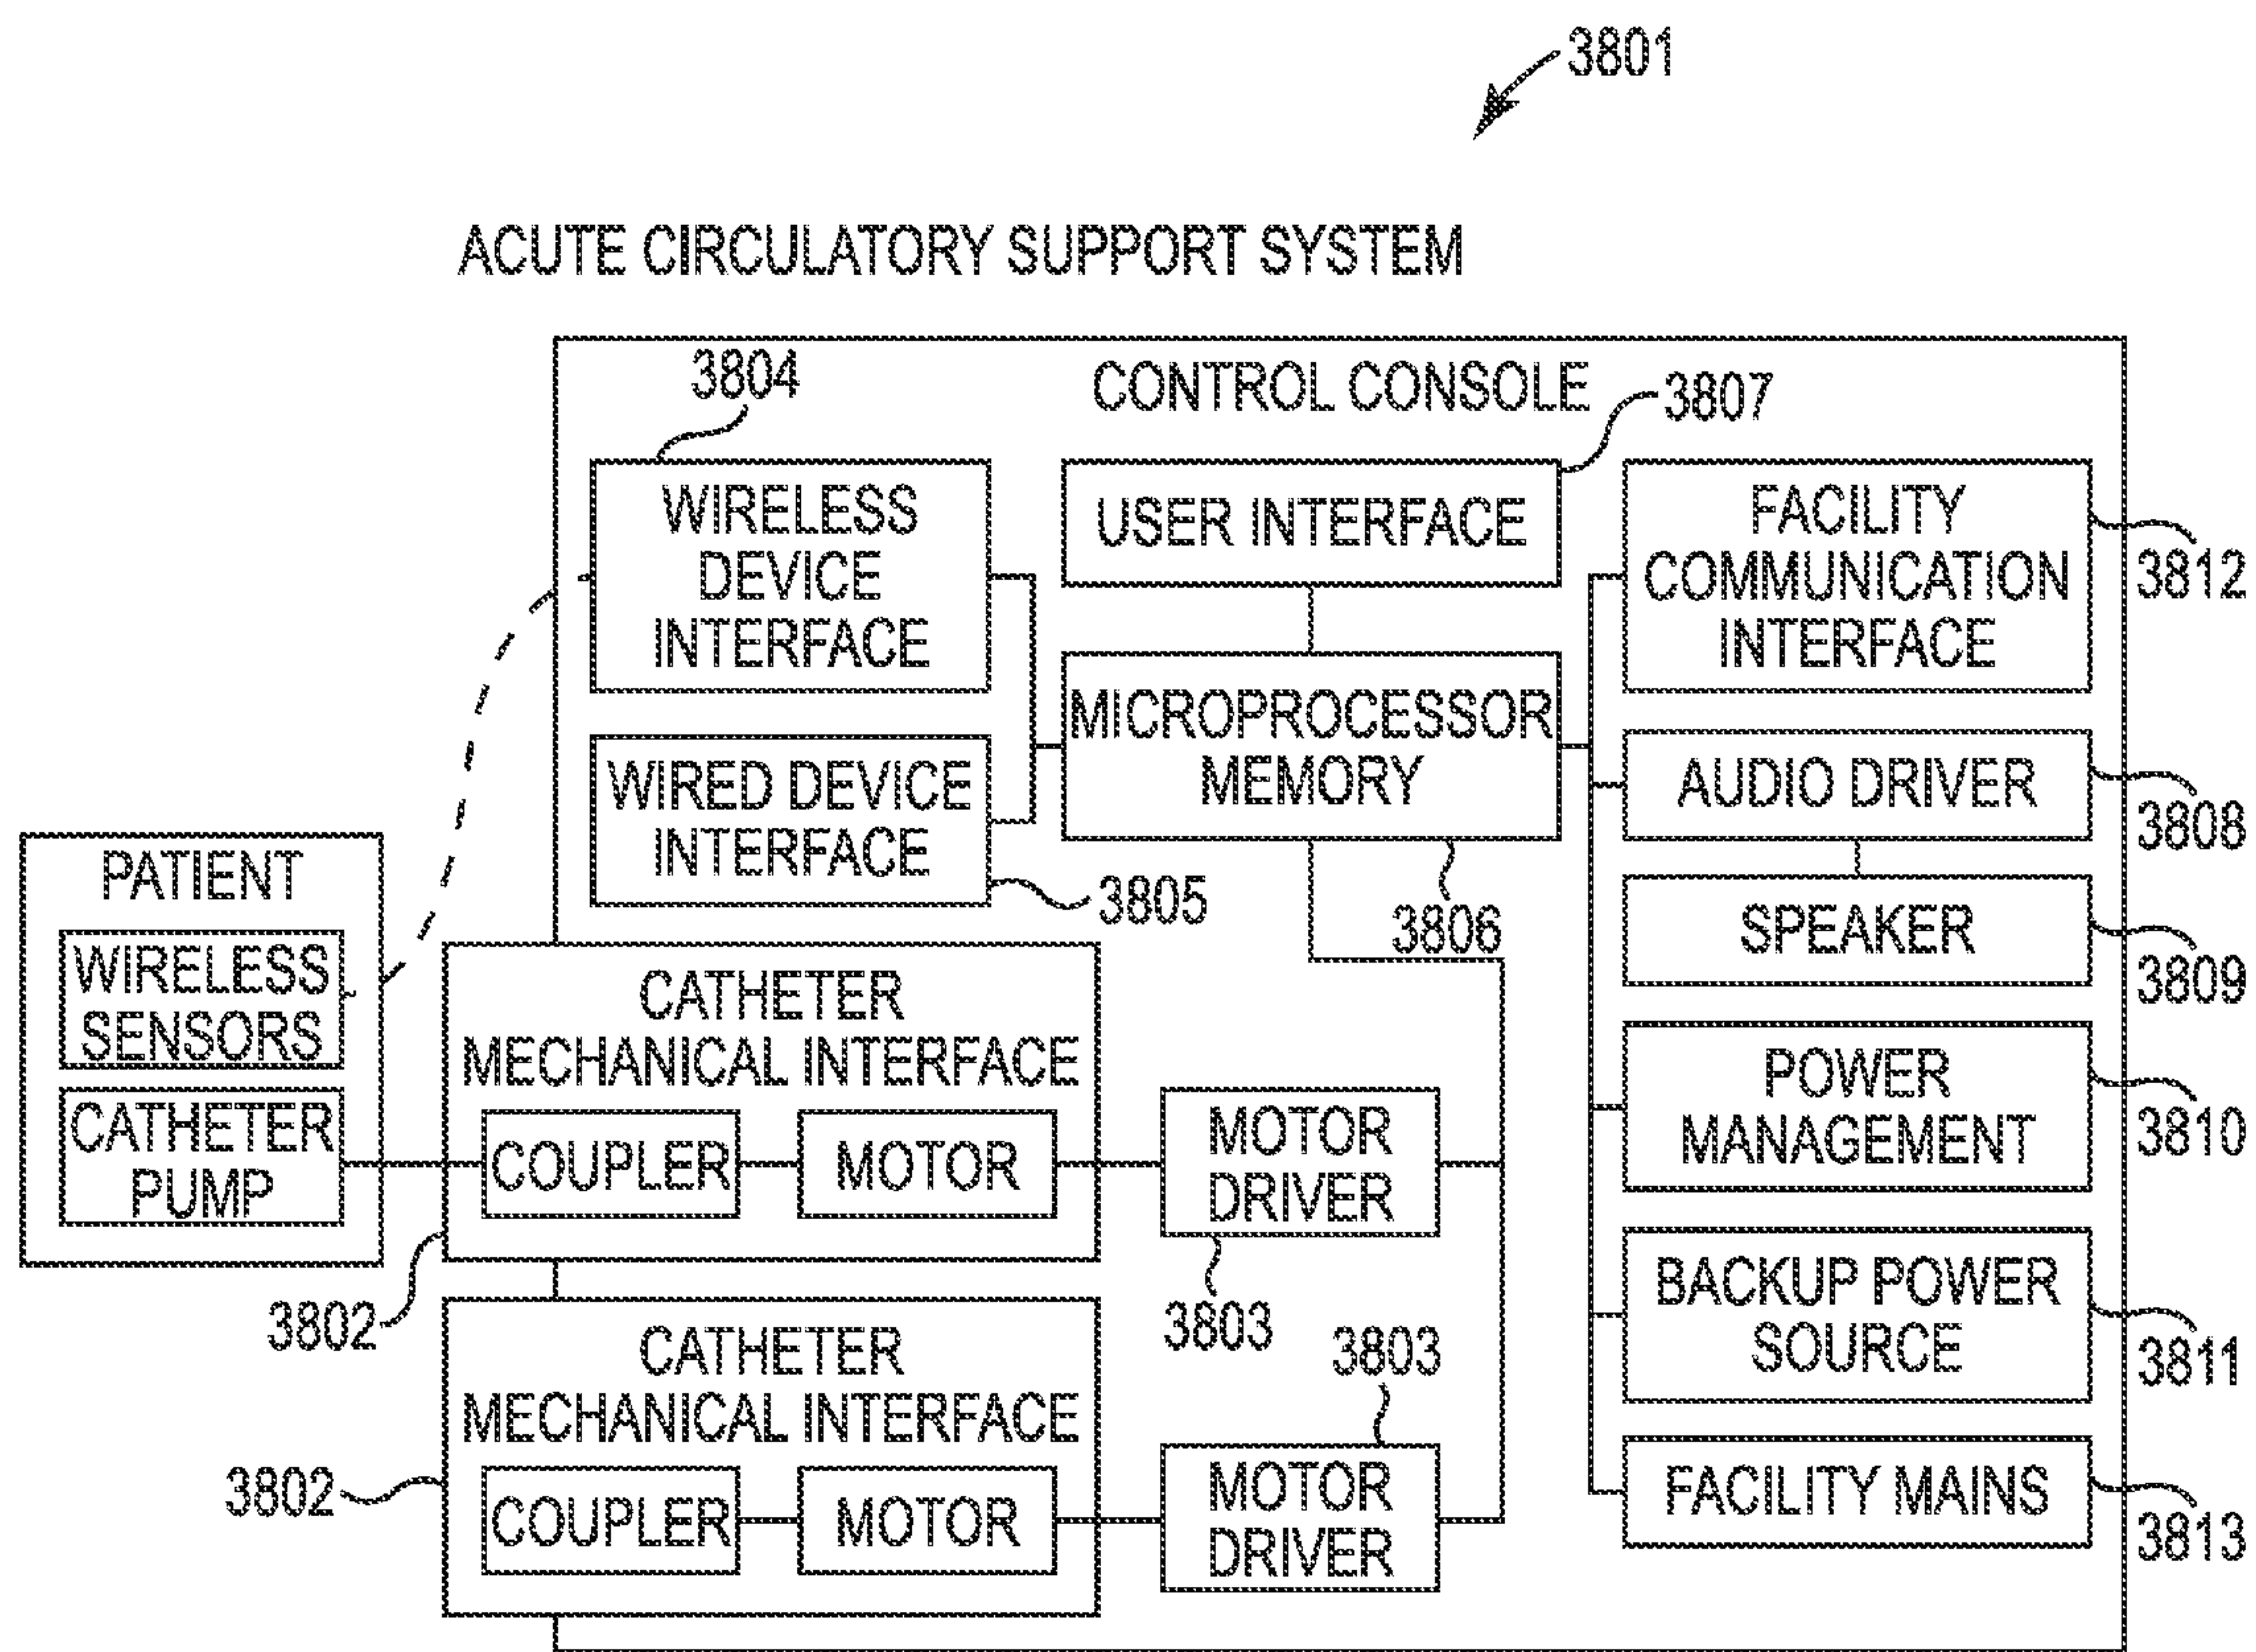 3801
ACUTE CIRCULATORY SUPPORT SYSTEM
CONTROL CONSOLE
3804
3807
WIRELESS
DEVICE
INTERFACE
USER INTERFACE
FACILITY
COMMUNICATION
INTERFACE
3812
WIRED DEVICE
INTERFACE
3805
MICROPROCESSOR
MEMORY
3806
AUDIO DRIVER
3808
SPEAKER
3809
POWER
MANAGEMENT
3810
BACKUP POWER
SOURCE
3811
FACILITY MAINS
3813
PATIENT
WIRELESS
SENSORS
CATHETER
PUMP
CATHETER
MECHANICAL INTERFACE
COUPLER
MOTOR
3802
MOTOR
DRIVER
3803
CATHETER
MECHANICAL INTERFACE
COUPLER
MOTOR
3802
3803
MOTOR
DRIVER